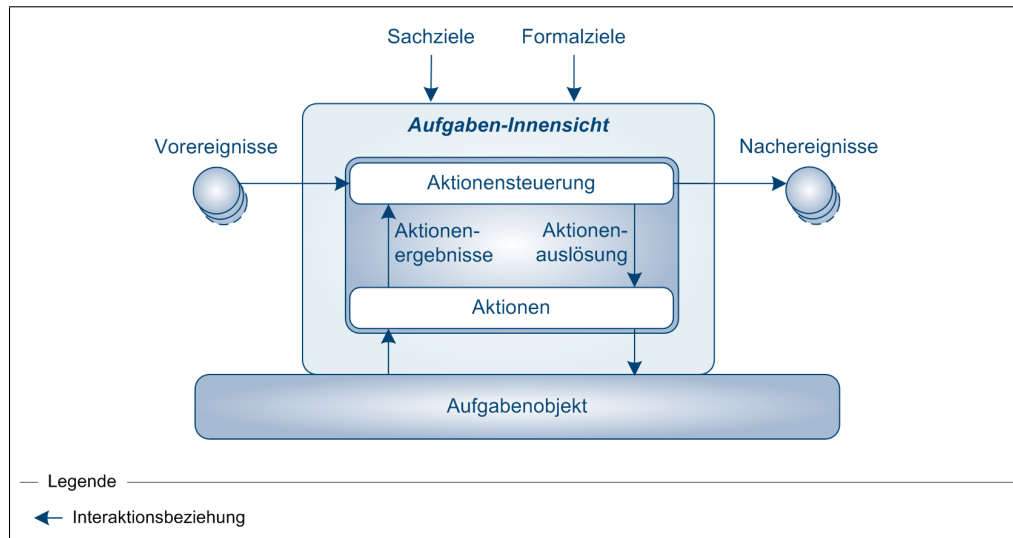 Sachziele Formalziele
Aufgaben-Innensicht
Vorereignisse
Nachereignisse
Aktionensteuerung
Aktionen-
ergebnisse
Aktionen-
auslösung
Aktionen
Aufgabenobjekt
Legende
Interaktionsbeziehung